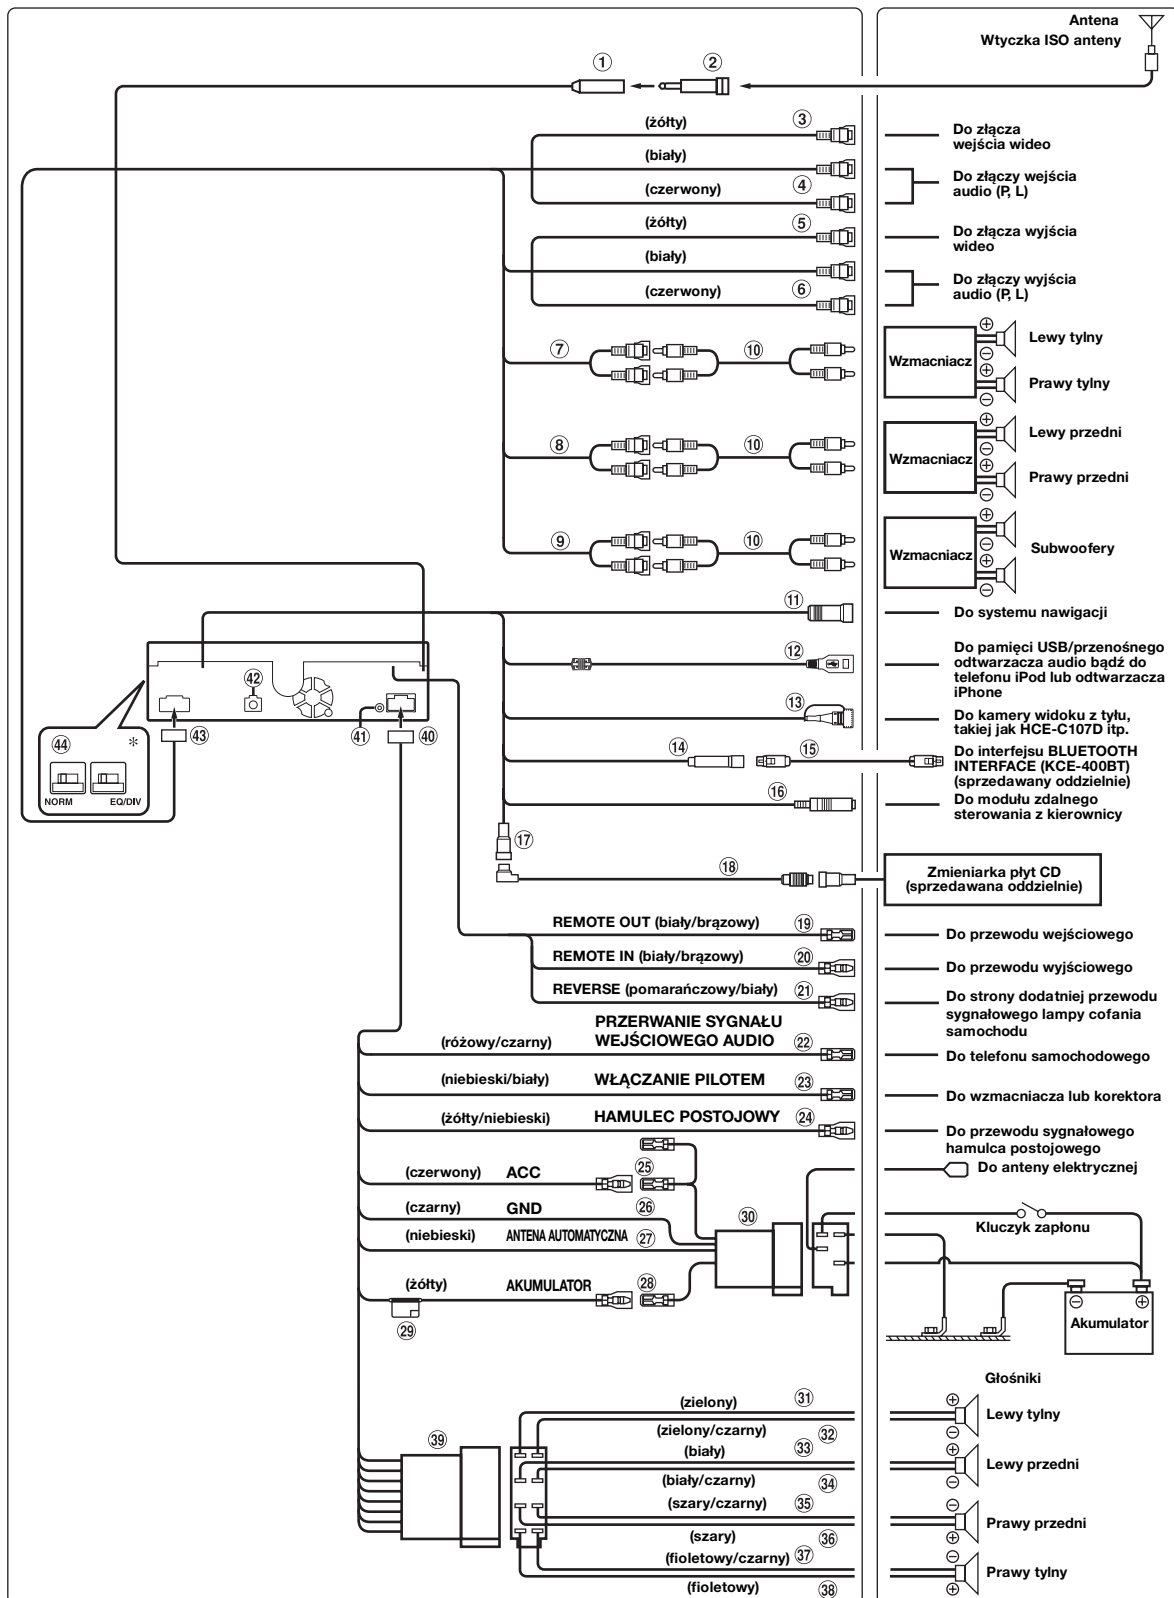 Antena
Wtyczka ISO anteny
① ②
(żółty) ③
Do złącza
wejścia wideo
(biały)
(czerwony) ④
Do złączy wejścia
audio (P, L)
(żółty) ⑤
Do złącza wyjścia
wideo
(biały)
(czerwony) ⑥
Do złączy wyjścia
audio (P, L)
⑦ ⑩
Wzmacniacz
Lewy tylny
Prawy tylny
⑧ ⑩
Wzmacniacz
Lewy przedni
Prawy przedni
⑨ ⑩
Wzmacniacz
Subwoofery
⑪
Do systemu nawigacji
⑫
Do pamięci USB/przenośnego
odtwarzacza audio bądź do
telefonu iPod lub odtwarzacza
iPhone
⑬
Do kamery widoku z tyłu,
takiej jak HCE-C107D itp.
⑭ ⑮
Do interfejsu BLUETOOTH
INTERFACE (KCE-400BT)
(sprzedawany oddzielnie)
⑯
Do modułu zdalnego
sterowania z kierownicy
㊷
㊸ ㊶ ㊵
㊹ *
NORM EQ/DIV
⑰
⑱
Zmieniarka płyt CD
(sprzedawana oddzielnie)
REMOTE OUT (biały/brązowy) ⑲
Do przewodu wejściowego
REMOTE IN (biały/brązowy) ⑳
Do przewodu wyjściowego
REVERSE (pomarańczowy/biały) ㉑
Do strony dodatniej przewodu
sygnałowego lampy cofania
samochodu
PRZERWANIE SYGNAŁU
(różowy/czarny) WEJŚCIOWEGO AUDIO ㉒
Do telefonu samochodowego
(niebieski/biały) WŁĄCZANIE PILOTEM ㉓
Do wzmacniacza lub korektora
(żółty/niebieski) HAMULEC POSTOJOWY ㉔
Do przewodu sygnałowego
hamulca postojowego
Do anteny elektrycznej
(czerwony) ACC ㉕
(czarny) GND ㉖
(niebieski) ANTENA AUTOMATYCZNA ㉗
㉚
Kluczyk zapłonu
(żółty) AKUMULATOR ㉘
㉙
⊖ ⊕
Akumulator
Głośniki
(zielony) ㉛
⊕
Lewy tylny
⊖
(zielony/czarny) ㉜
㊴
(biały) ㉝
⊕
Lewy przedni
⊖
(biały/czarny) ㉞
(szary/czarny) ㉟
⊖
Prawy przedni
⊕
(szary) ㊱
(fioletowy/czarny) ㊲
⊖
Prawy tylny
⊕
(fioletowy) ㊳